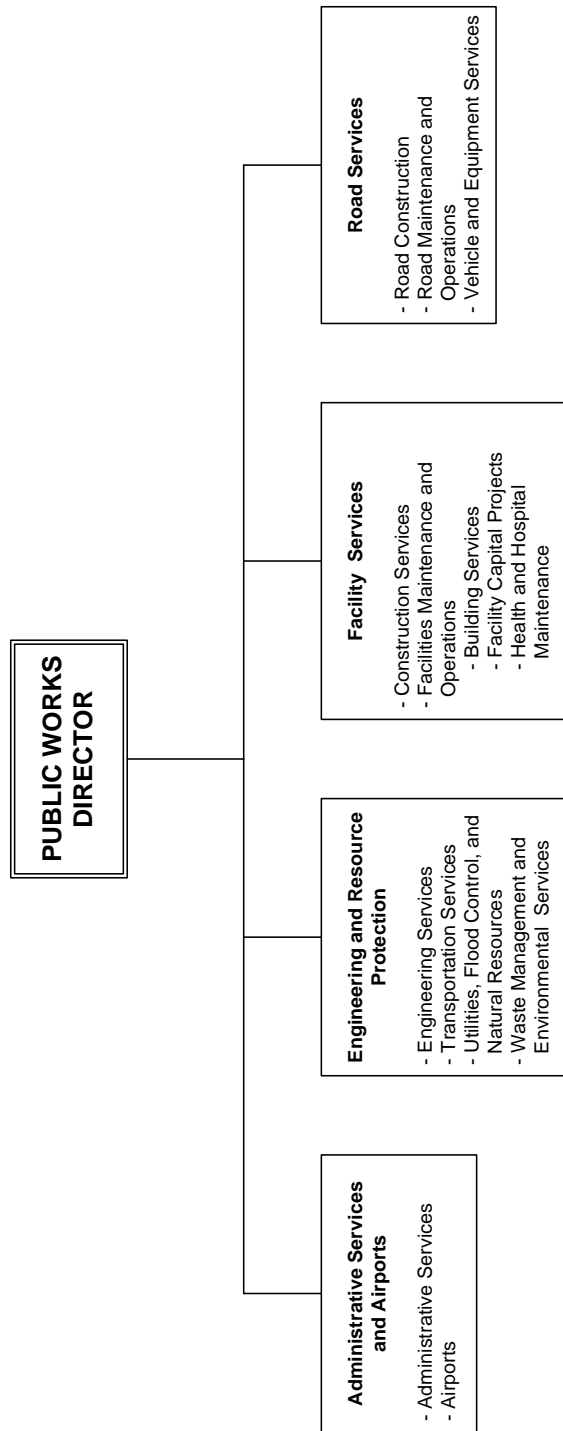 PUBLIC WORKS
DIRECTOR
Administrative Services
and Airports
- Administrative Services
- Airports
Engineering and Resource
Protection
- Engineering Services
- Transportation Services
- Utilities, Flood Control, and
Natural Resources
- Waste Management and
Environmental Services
Facility Services
- Construction Services
- Facilities Maintenance and
Operations
- Building Services
- Facility Capital Projects
- Health and Hospital
Maintenance
Road Services
- Road Construction
- Road Maintenance and
Operations
- Vehicle and Equipment Services